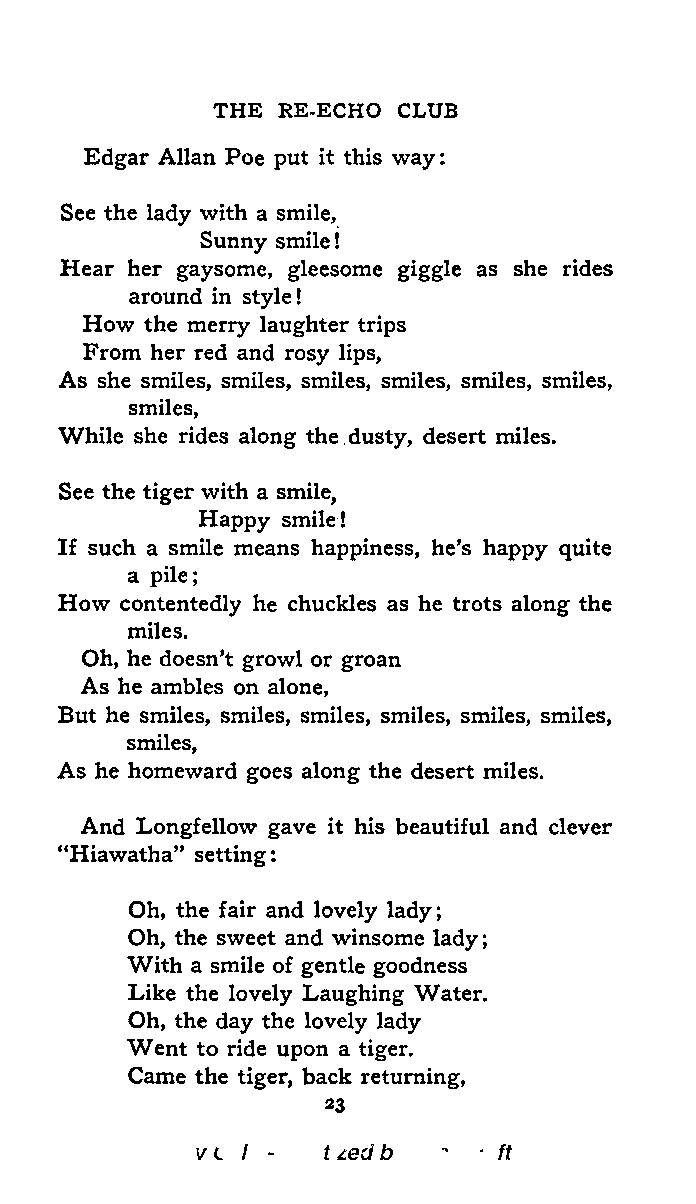 THE RE-ECHO CLUB
Edgar Allan Poe put it this way:
See the lady with a smile,
Sunny smile!
Hear her gaysome, gleesome giggle as she rides
around in style!
How the merry laughter trips
From her red and rosy lips,
As she smiles, smiles, smiles, smiles, smiles, smiles,
smiles,
While she rides along the dusty, desert miles.
See the tiger with a smile,
Happy smile!
If such a smile means happiness, he's happy quite
a pile;
How contentedly he chuckles as he trots along the
miles.
Oh, he doesn't growl or groan
As he ambles on alone,
But he smiles, smiles, smiles, smiles, smiles, smiles,
smiles,
As he homeward goes along the desert miles.
And Longfellow gave it his beautiful and clever
"Hiawatha" setting:
Oh, the fair and lovely lady;
Oh, the sweet and winsome lady;
With a smile of gentle goodness
Like the lovely Laughing Water.
Oh, the day the lovely lady
Went to ride upon a tiger.
Came the tiger, back returning,
23